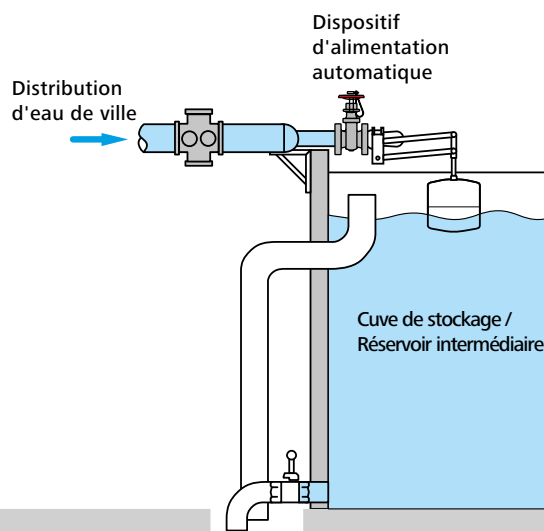 Dispositif
d'alimentation
automatique
Distribution
d'eau de ville
Cuve de stockage /
Réservoir intermédiaire